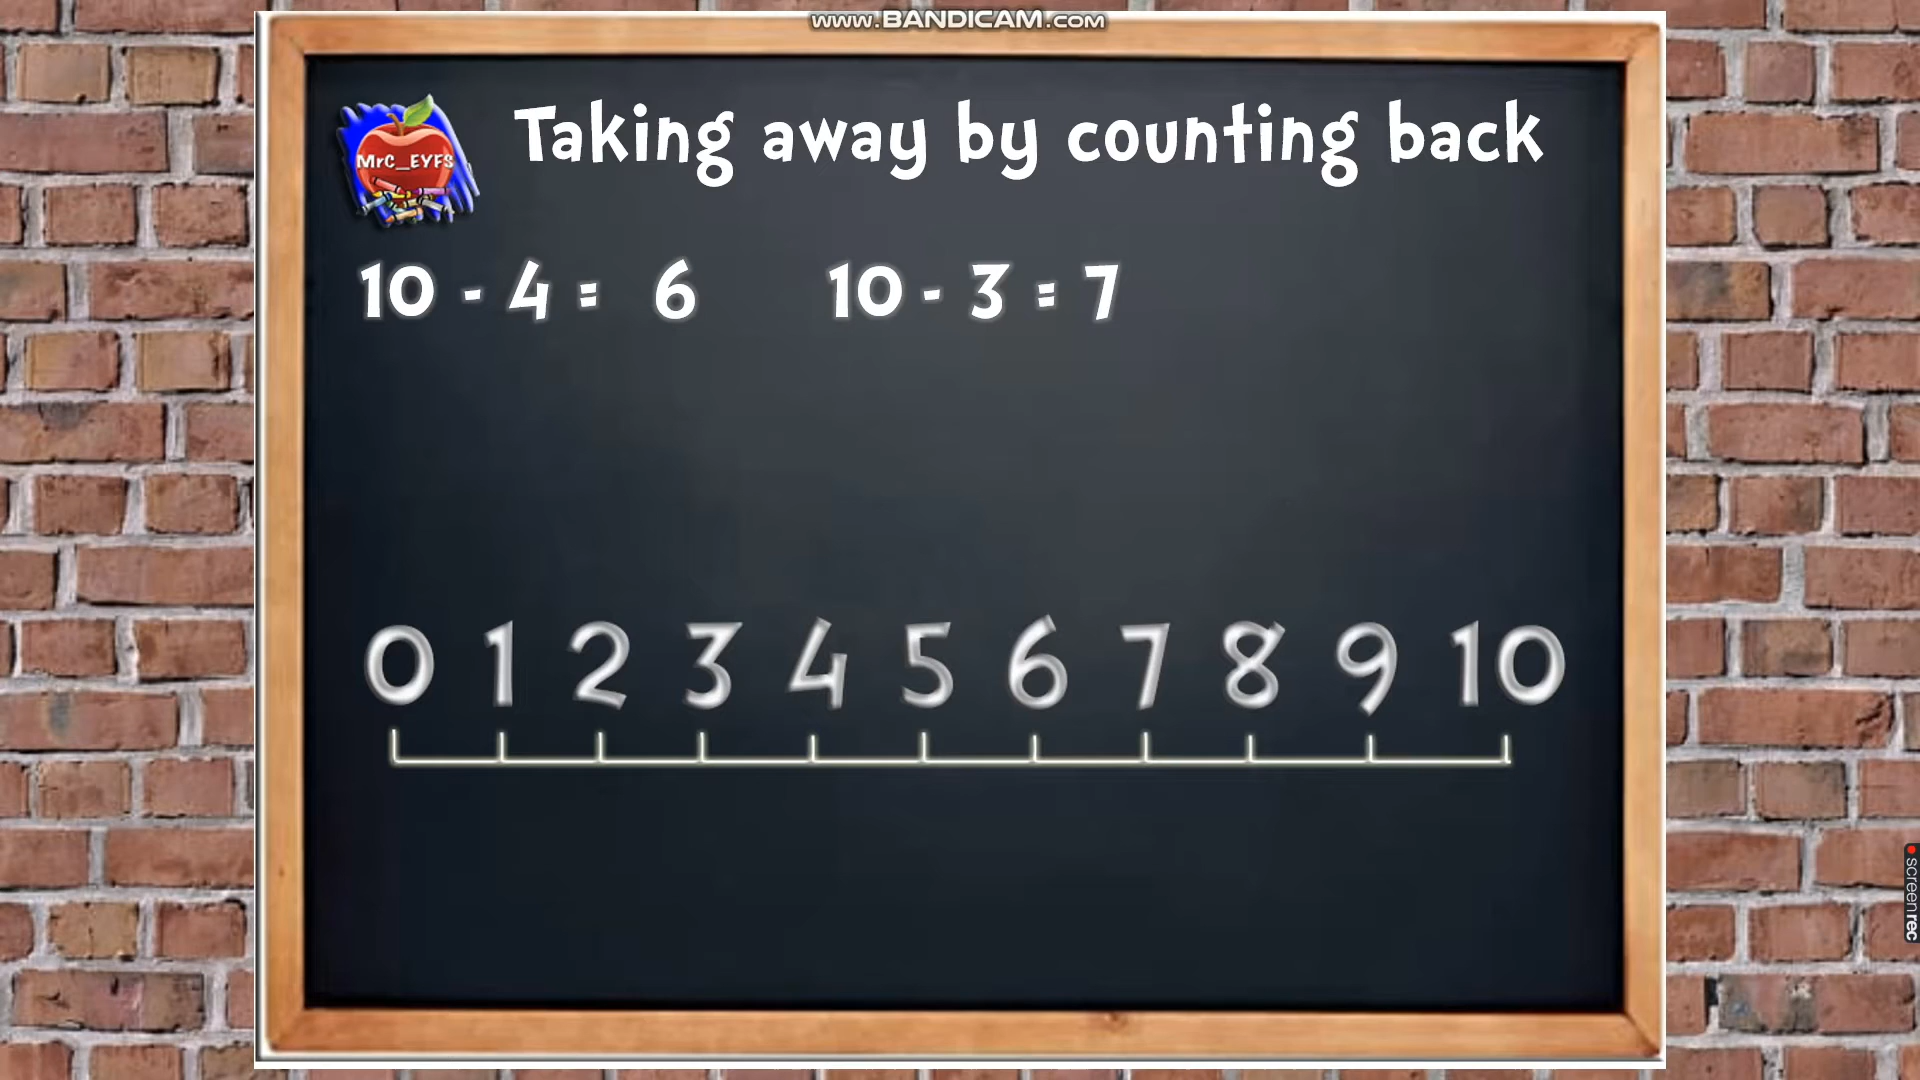 www.BANDICAM.com
MrC_EYFS
Taking away by counting back
10 - 4 = 6 10 - 3 = 7
0 1 2 3 4 5 6 7 8 9 10
screenrec